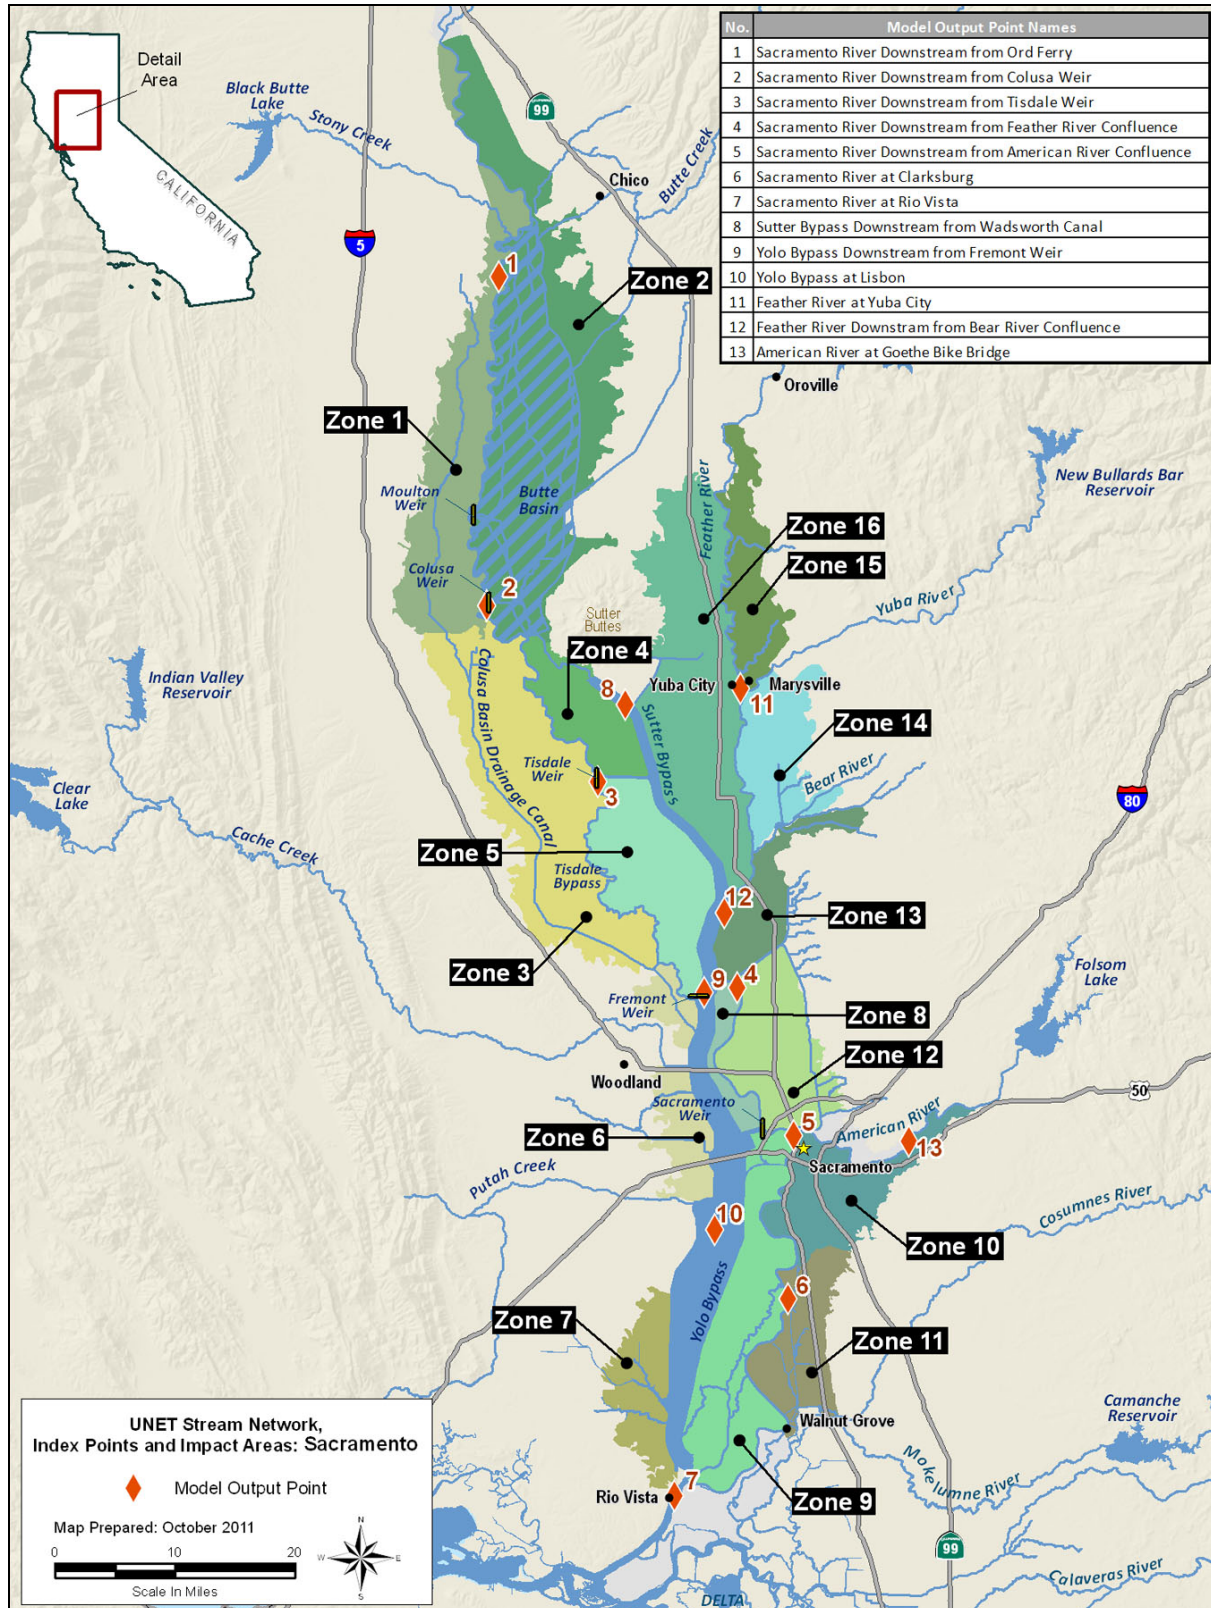 No. Model Output Point Names
1 Sacramento River Downstream from Ord Ferry
2 Sacramento River Downstream from Colusa Weir
3 Sacramento River Downstream from Tisdale Weir
4 Sacramento River Downstream from Feather River Confluence
5 Sacramento River Downstream from American River Confluence
6 Sacramento River at Clarksburg
7 Sacramento River at Rio Vista
8 Sutter Bypass Downstream from Wadsworth Canal
9 Yolo Bypass Downstream from Fremont Weir
10 Yolo Bypass at Lisbon
11 Feather River at Yuba City
12 Feather River Downstram from Bear River Confluence
13 American River at Goethe Bike Bridge
Detail
Area
CALIFORNIA
Black Butte
Lake
Stony Creek
99
Chico
Butte Creek
5
1
Zone 2
Oroville
Zone 1
Moulton
Weir
Butte
Basin
Feather River
New Bullards Bar
Reservoir
Zone 16
Zone 15
Colusa
Weir
2
Yuba River
Sutter
Buttes
Zone 4
Indian Valley
Reservoir
Colusa Basin Drainage Canal
8
Yuba City
Marysville
11
Sutter Bypass
Zone 14
Tisdale
Weir
3
Bear River
Clear
Lake
80
Cache Creek
Zone 5
Tisdale
Bypass
12
Zone 13
Zone 3
9
4
Folsom
Lake
Fremont
Weir
Zone 8
Zone 12
Woodland
50
Sacramento
Weir
5
American River
13
Zone 6
Sacramento
Putah Creek
Cosumnes River
10
Zone 10
6
Yolo Bypass
Zone 7
Zone 11
Walnut Grove
Camanche
Reservoir
Mokelumne River
7
Rio Vista
Zone 9
99
Calaveras River
DELTA
UNET Stream Network,
Index Points and Impact Areas: Sacramento
Model Output Point
Map Prepared: October 2011
0 10 20
Scale In Miles
N
W E
S